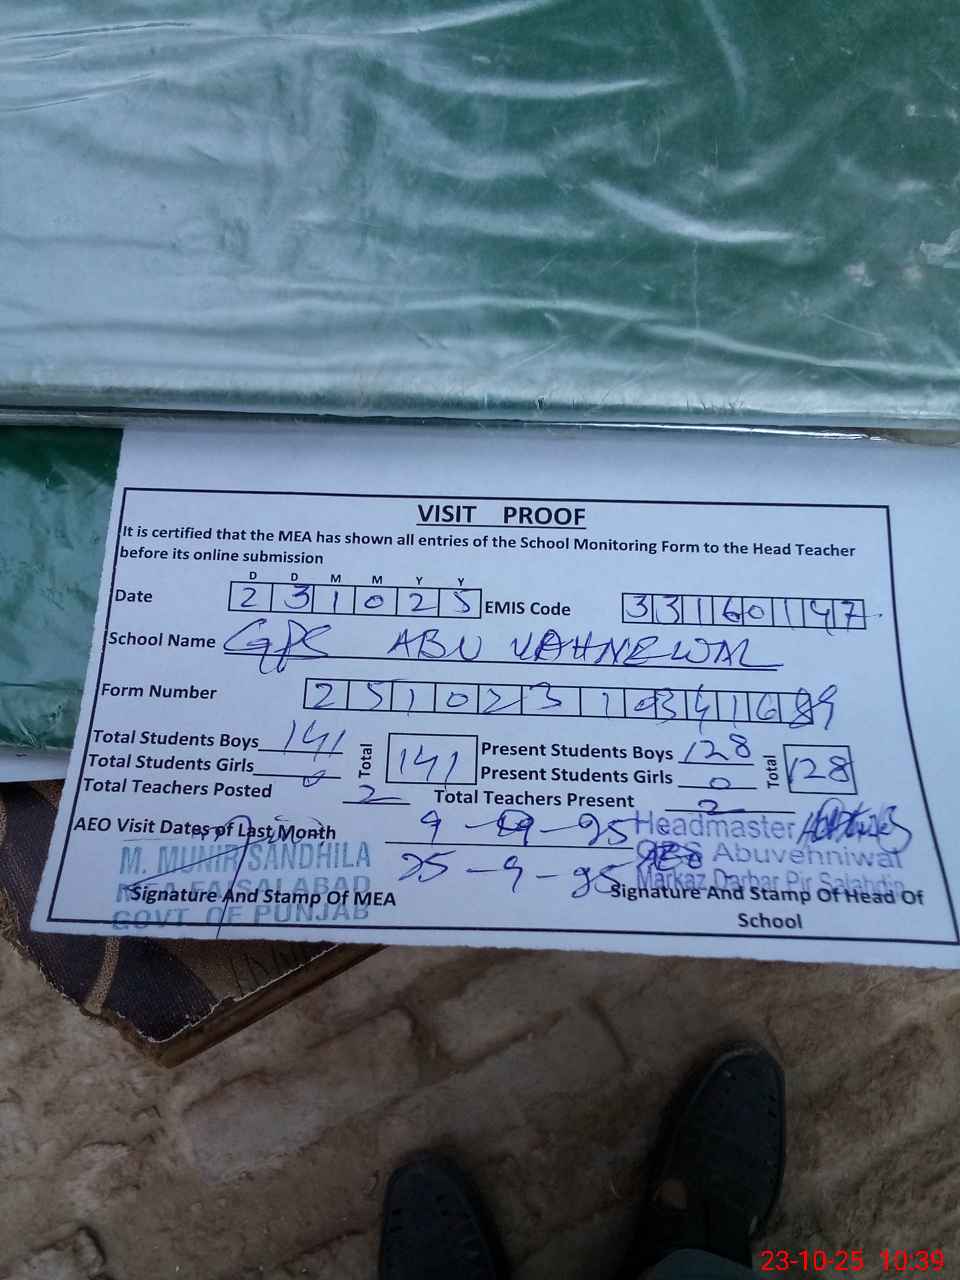 VISIT PROOF
It is certified that the MEA has shown all entries of the School Monitoring Form to the Head Teacher
before its online submission
D D M M Y Y
Date 2 3 1 0 2 5 EMIS Code 3 3 1 6 0 1 4 7
School Name GPS ABU VAHNEWAL
Form Number 2 5 1 0 2 3 1 0 3 4 1 6 8 9
Total Students Boys 141 Total 141 Present Students Boys 128 Total 128
Total Students Girls 0 Present Students Girls 0
Total Teachers Posted 2 Total Teachers Present 2
AEO Visit Dates of Last Month 9 - 9 - 25 Headmaster
M. MUNIR SANDHILA 25 - 9 - 25 GPS Abuvehniwal
MEA FAISALABAD Markaz Darbar Pir Salahdin
Signature And Stamp Of MEA Signature And Stamp Of Head Of
GOVT. OF PUNJAB School
23-10-25 10:39